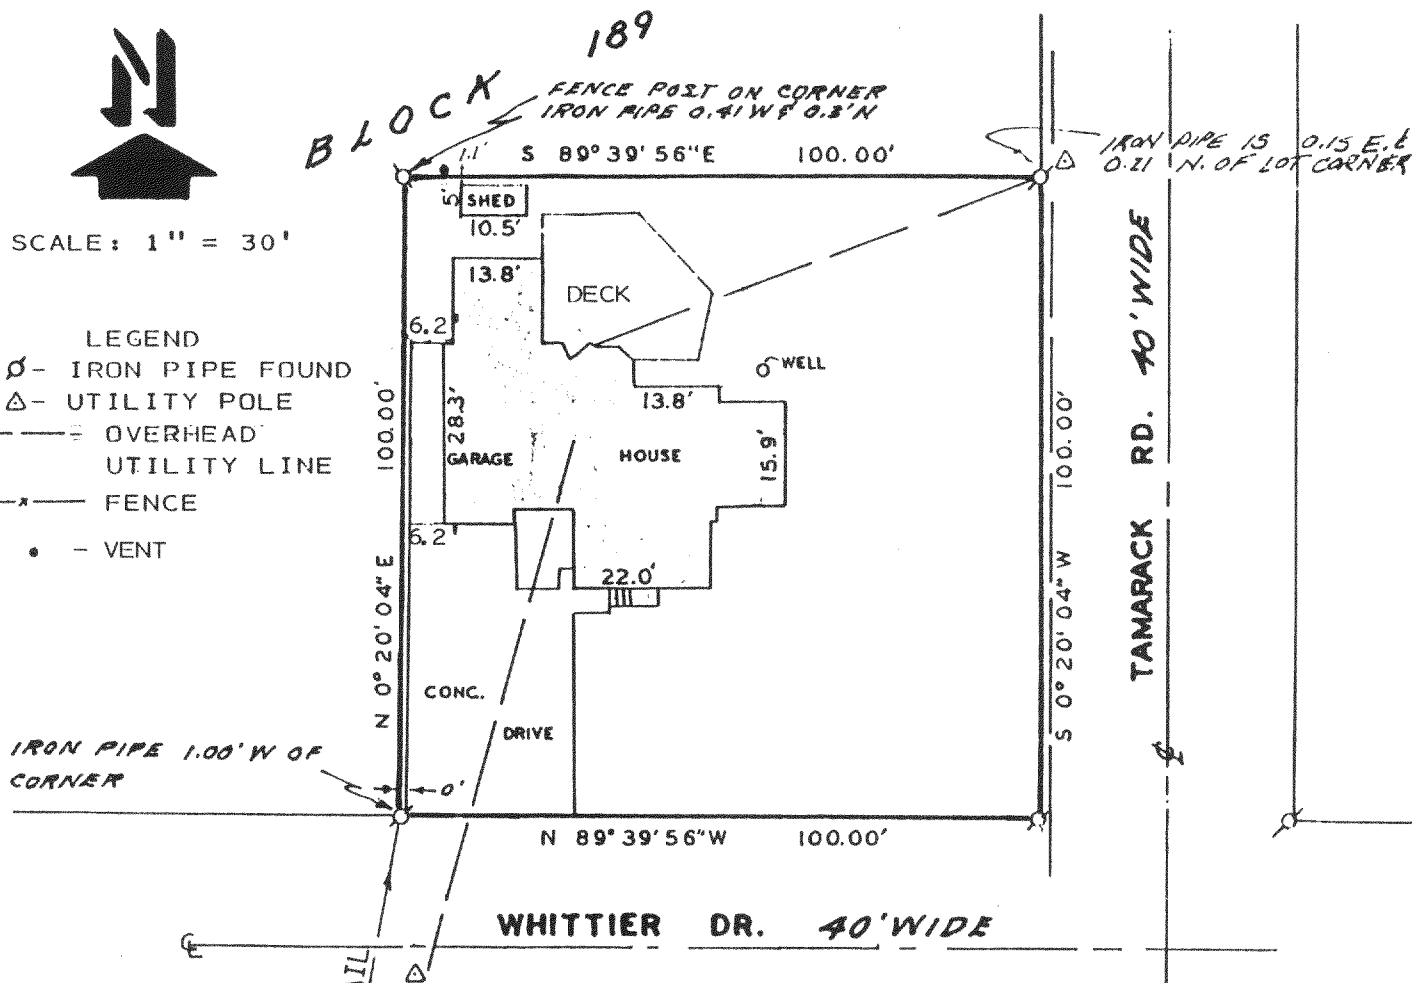 N
189
BLOCK
FENCE POST ON CORNER
IRON PIPE 0.41 W & 0.3' N
IRON PIPE IS 0.15 E. &
0.21 N. OF LOT CORNER
1.1'
S 89° 39' 56" E 100.00'
5'
SHED
10.5'
SCALE: 1" = 30'
13.8'
DECK
6.2'
WELL
LEGEND
Ø- IRON PIPE FOUND
△- UTILITY POLE
OVERHEAD
UTILITY LINE
FENCE
• - VENT
28.3'
GARAGE
13.8'
HOUSE
15.9'
6.2'
22.0'
N 0° 20' 04" E 100.00'
S 0° 20' 04" W 100.00'
TAMARACK RD. 40' WIDE
CONC.
DRIVE
IRON PIPE 1.00' W OF
CORNER
0'
N 89° 39' 56" W 100.00'
WHITTIER DR. 40' WIDE